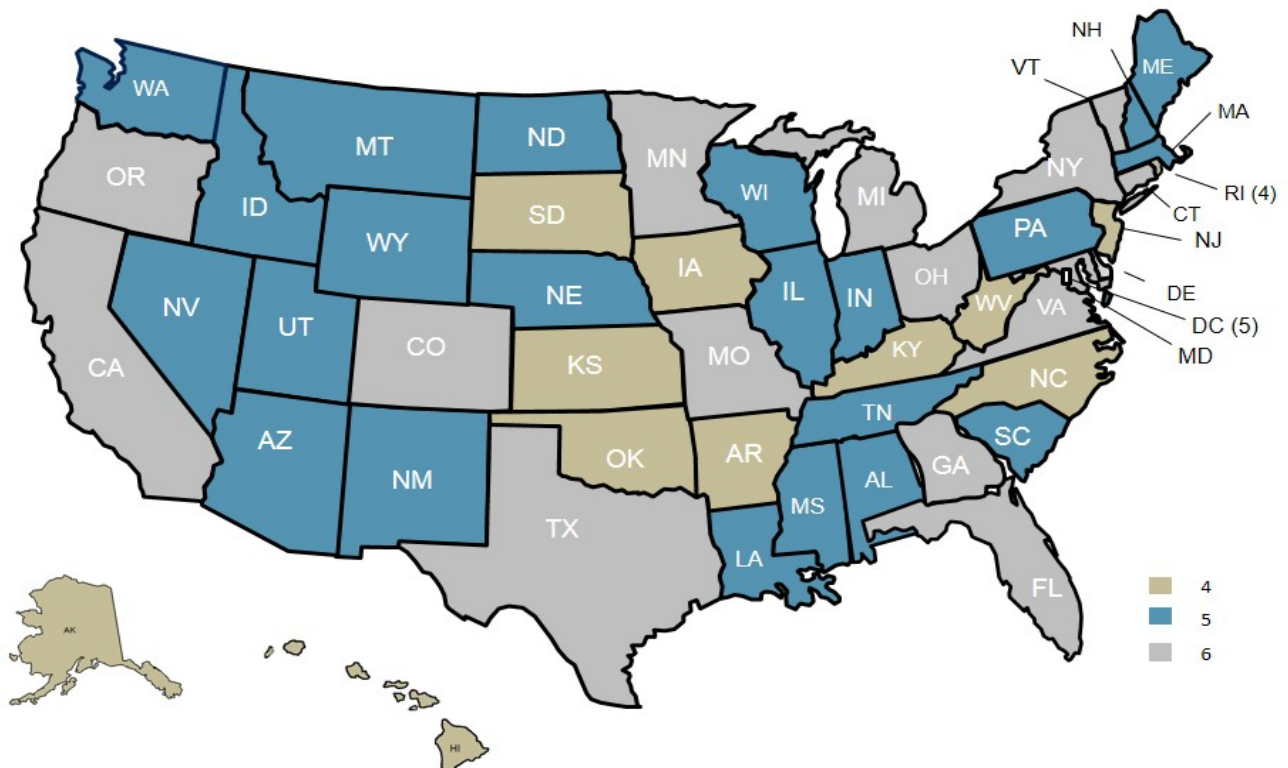 NH
VT
ME
WA
MA
MT
ND
MN
NY
OR
RI (4)
WI
MI
ID
CT
SD
PA
NJ
WY
IA
OH
NE
IL
IN
DE
WV
VA
NV
UT
DC (5)
CO
KY
MD
MO
CA
KS
NC
TN
AZ
SC
AR
OK
GA
NM
AL
MS
TX
LA
FL
4
5
6
AK
HI